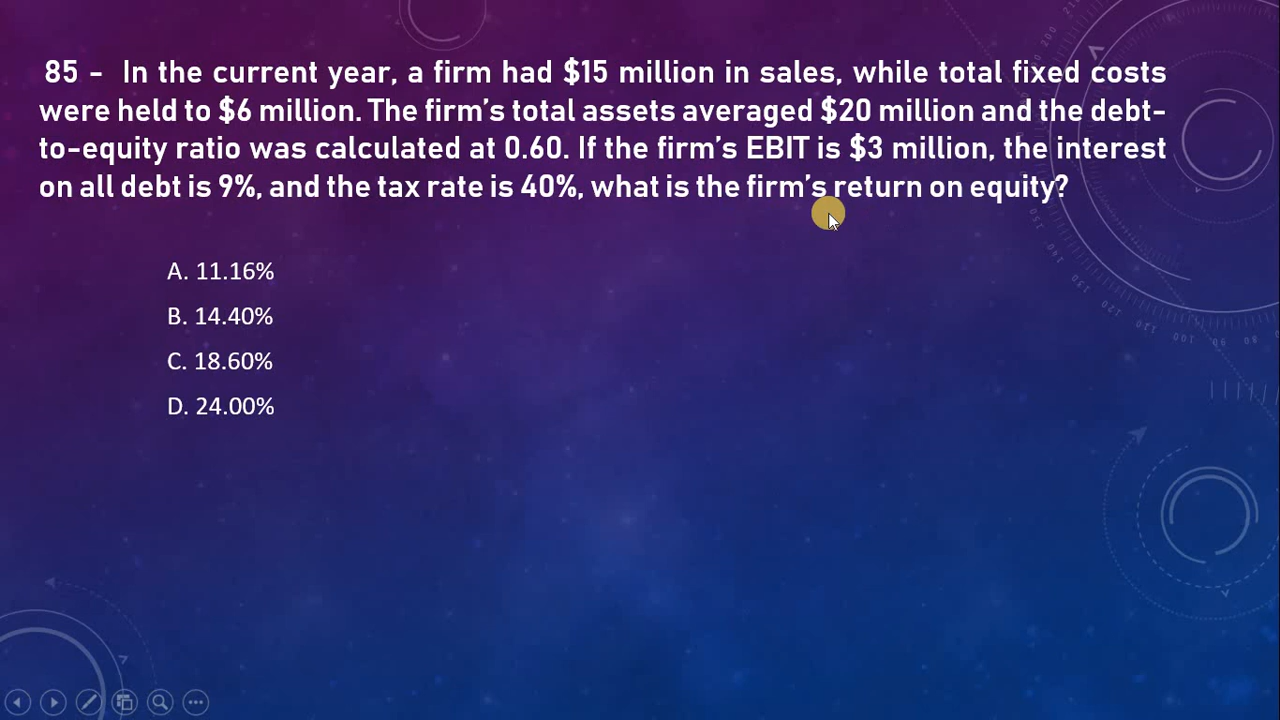 85 - In the current year, a firm had $15 million in sales, while total fixed costs
were held to $6 million. The firm's total assets averaged $20 million and the debt-
to-equity ratio was calculated at 0.60. If the firm's EBIT is $3 million, the interest
on all debt is 9%, and the tax rate is 40%, what is the firm's return on equity?
A. 11.16%
B. 14.40%
C. 18.60%
D. 24.00%